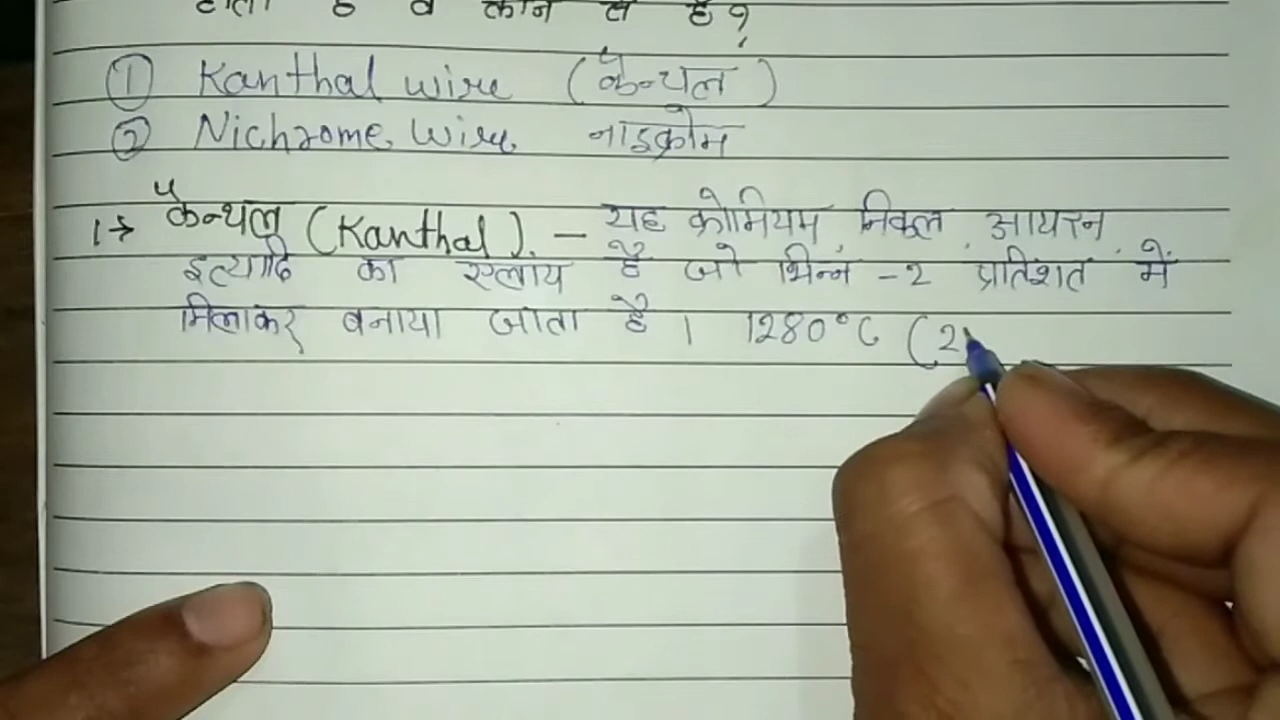 होता है वे कौन से है?
① Kanthal wire (कैन्थल)
② Nichrome Wire नाइक्रोम
1→ कैन्थल (Kanthal). – यह क्रोमियम, निकल, आयरन,
इत्यादि का एलाय है जो भिन्न -2 प्रतिशत में
मिलाकर बनाया जाता है । 1280°C (2